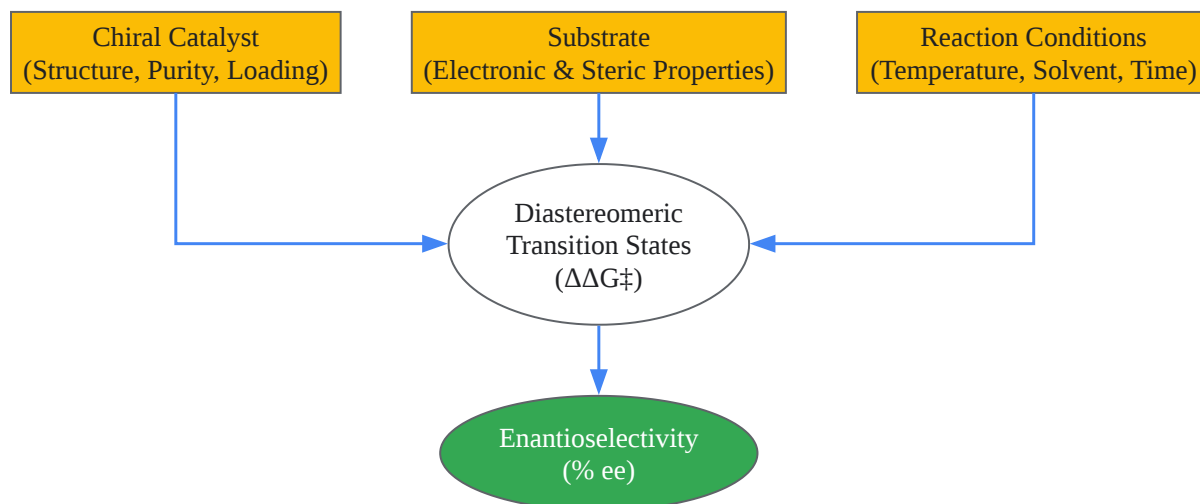 Chiral Catalyst
(Structure, Purity, Loading)
Substrate
(Electronic & Steric Properties)
Reaction Conditions
(Temperature, Solvent, Time)
Diastereomeric
Transition States
(ΔΔG‡)
Enantioselectivity
(% ee)